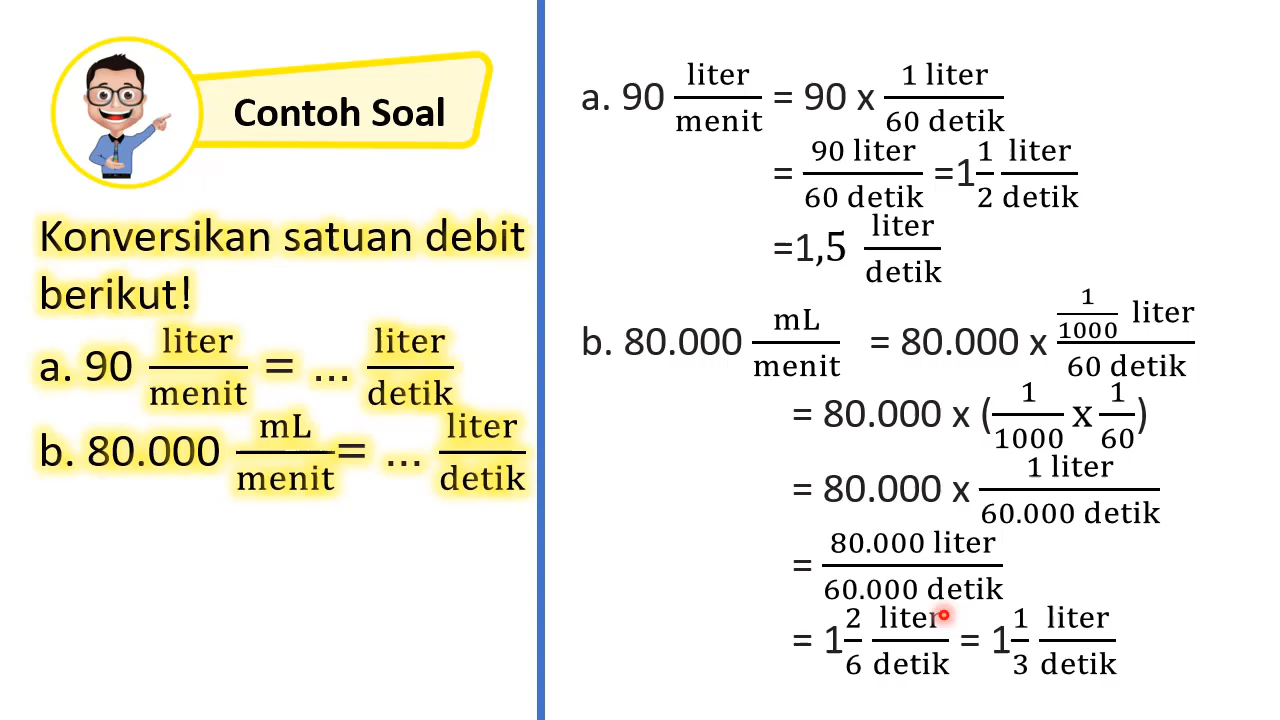 Contoh Soal
Konversikan satuan debit
berikut!
a. 90 liter/menit = ... liter/detik
b. 80.000 mL/menit = ... liter/detik
a. 90 liter/menit = 90 x 1 liter/60 detik
= 90 liter/60 detik =1 1/2 liter/detik
=1,5 liter/detik
b. 80.000 mL/menit = 80.000 x 1/1000 liter/60 detik
= 80.000 x (1/1000 x 1/60)
= 80.000 x 1 liter/60.000 detik
= 80.000 liter/60.000 detik
= 1 2/6 liter/detik = 1 1/3 liter/detik